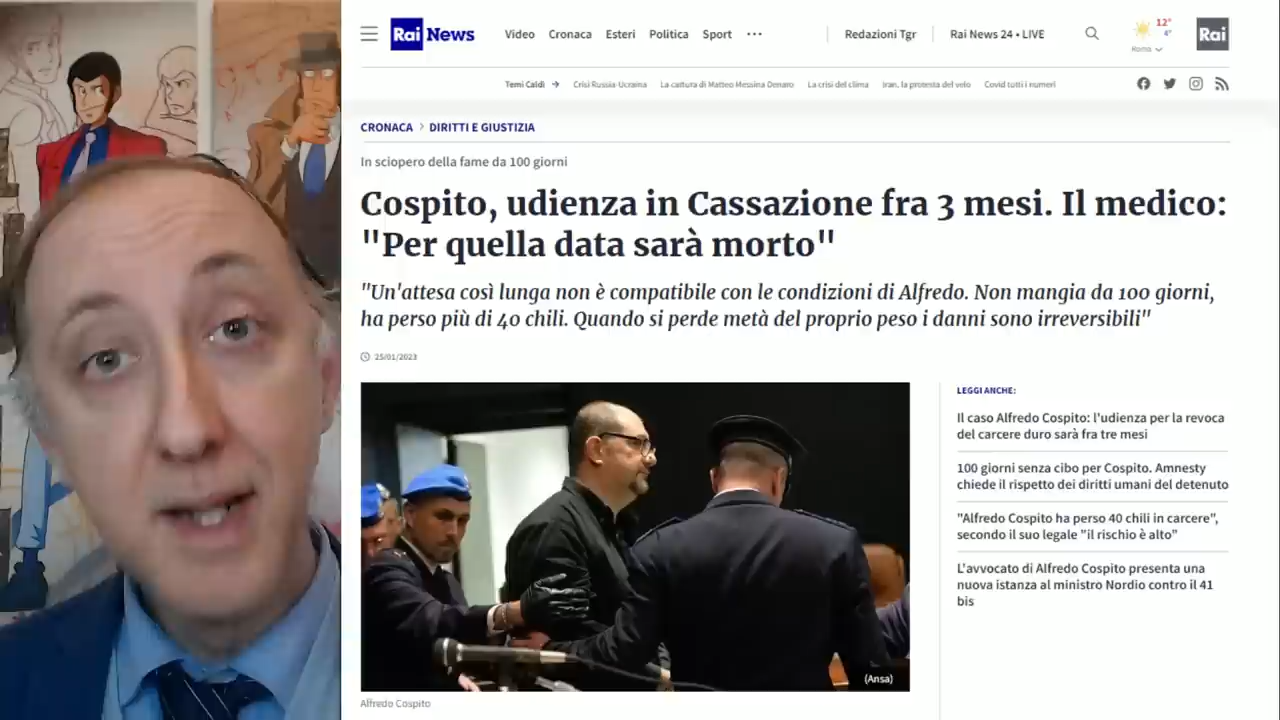 Rai News
Video Cronaca Esteri Politica Sport ···
Redazioni Tgr
Rai News 24 • LIVE
12°
4°
Roma
Rai
Temi Caldi → Crisi Russia-Ucraina La cattura di Matteo Messina Denaro La crisi del clima Iran, la protesta del velo Covid tutti i numeri
CRONACA > DIRITTI E GIUSTIZIA
In sciopero della fame da 100 giorni
Cospito, udienza in Cassazione fra 3 mesi. Il medico:
"Per quella data sarà morto"
"Un'attesa così lunga non è compatibile con le condizioni di Alfredo. Non mangia da 100 giorni,
ha perso più di 40 chili. Quando si perde metà del proprio peso i danni sono irreversibili"
25/01/2023
(Ansa)
Alfredo Cospito
LEGGI ANCHE:
Il caso Alfredo Cospito: l'udienza per la revoca
del carcere duro sarà fra tre mesi
100 giorni senza cibo per Cospito. Amnesty
chiede il rispetto dei diritti umani del detenuto
"Alfredo Cospito ha perso 40 chili in carcere",
secondo il suo legale "il rischio è alto"
L'avvocato di Alfredo Cospito presenta una
nuova istanza al ministro Nordio contro il 41
bis